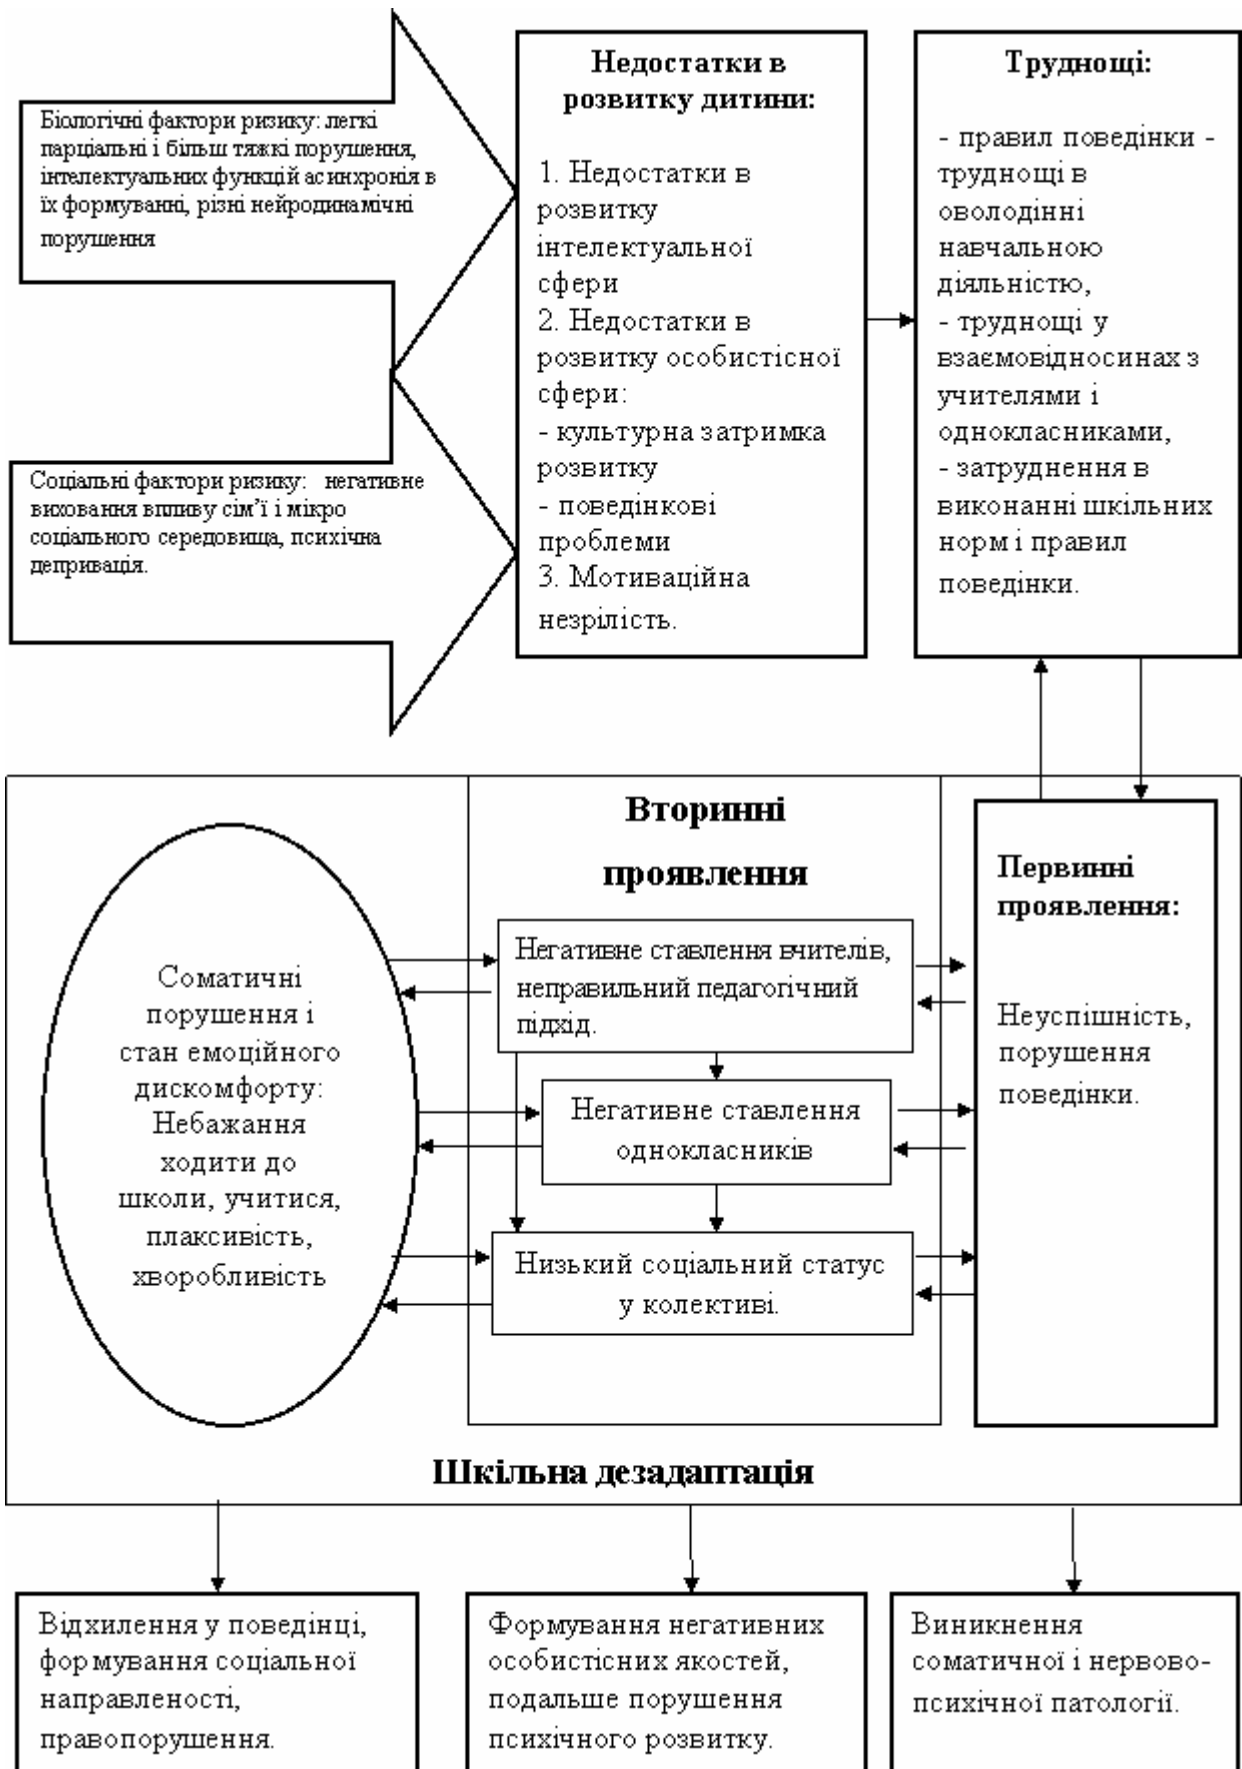 Біологічні фактори ризику: легкі
парціальні і більш тяжкі порушення,
інтелектуальних функцій асинхронія в
їх формуванні, різні нейродинамічні
порушення
Соціальні фактори ризику: негативне
виховання впливу сім’ї і мікро
соціального середовища, психічна
депривація.
Недостатки в
розвитку дитини:
1. Недостатки в
розвитку
інтелектуальної
сфери
2. Недостатки в
розвитку особистісної
сфери:
- культурна затримка
розвитку
- поведінкові
проблеми
3. Мотиваційна
незрілість.
Труднощі:
- правил поведінки -
труднощі в
оволодінні
навчальною
діяльністю,
- труднощі у
взаємовідносинах з
учителями і
однокласниками,
- затруднення в
виконанні шкільних
норм і правил
поведінки.
Соматичні
порушення і
стан емоційного
дискомфорту:
Небажання
ходити до
школи, учитися,
плаксивість,
хворобливість
Вторинні
проявлення
Негативне ставлення вчителів,
неправильний педагогічний
підхід.
Негативне ставлення
однокласників
Низький соціальний статус
у колективі.
Первинні
проявлення:
Неуспішність,
порушення
поведінки.
Шкільна дезадаптація
Відхилення у поведінці,
формування соціальної
направленості,
правопорушення.
Формування негативних
особистісних якостей,
подальше порушення
психічного розвитку.
Виникнення
соматичної і нервово-
психічної патології.